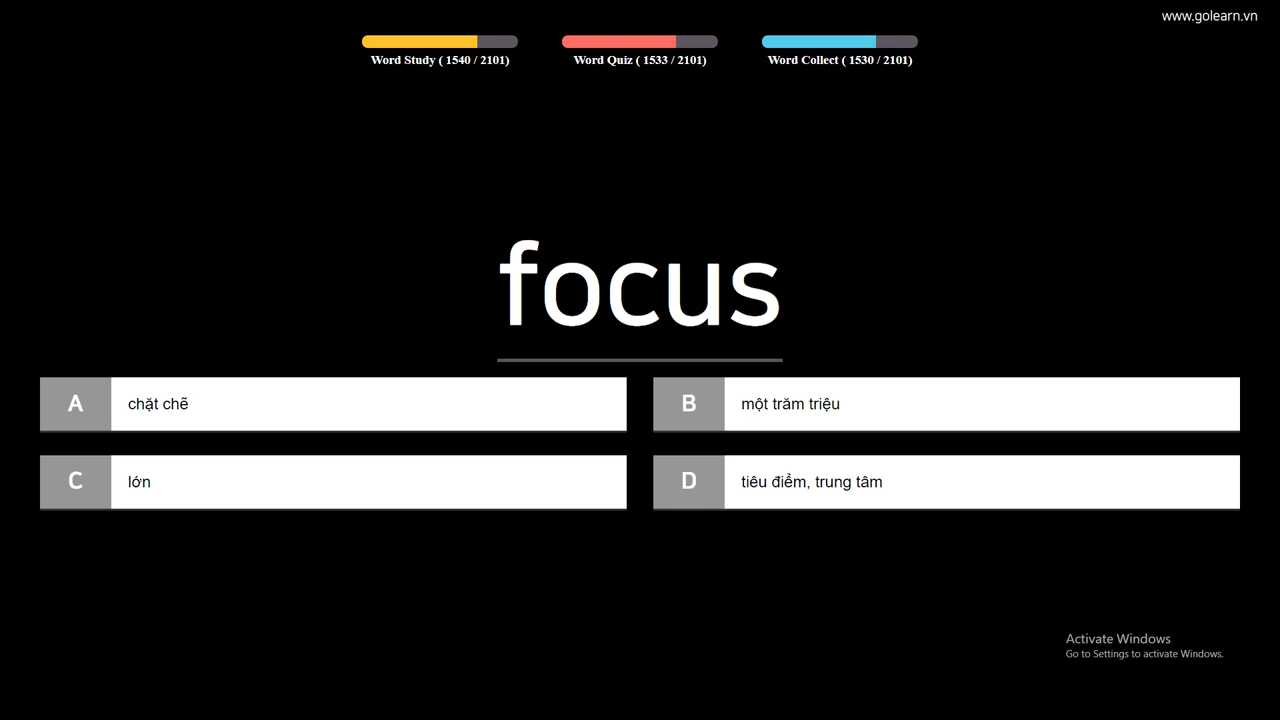 www.golearn.vn
Word Study ( 1540 / 2101)
Word Quiz ( 1533 / 2101)
Word Collect ( 1530 / 2101)
focus
A chặt chẽ
B một trăm triệu
C lớn
D tiêu điểm, trung tâm
Activate Windows
Go to Settings to activate Windows.